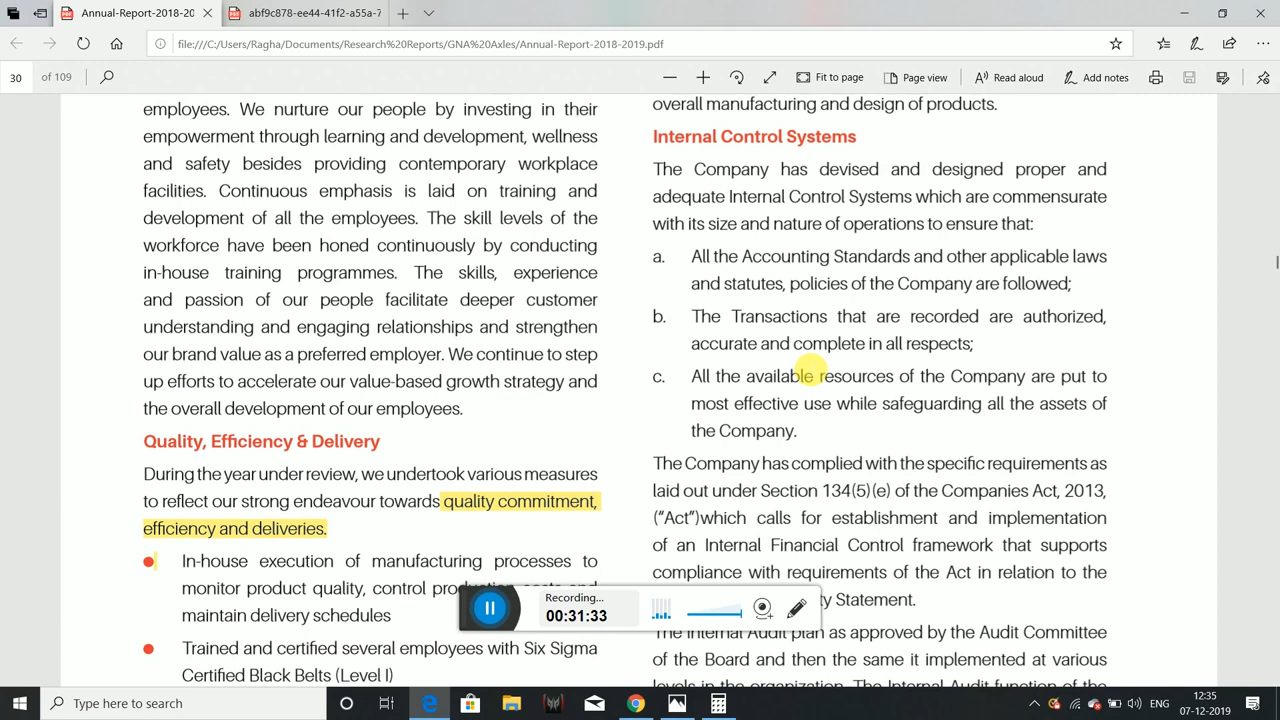 Annual-Report-2018-20
abf9c878-ee44-41f2-a55a-7
file:///C:/Users/Ragha/Documents/Research%20Reports/GNA%20Axles/Annual-Report-2018-2019.pdf
30 of 109
Fit to page
Page view
Read aloud
Add notes
employees. We nurture our people by investing in their
empowerment through learning and development, wellness
and safety besides providing contemporary workplace
facilities. Continuous emphasis is laid on training and
development of all the employees. The skill levels of the
workforce have been honed continuously by conducting
in-house training programmes. The skills, experience
and passion of our people facilitate deeper customer
understanding and engaging relationships and strengthen
our brand value as a preferred employer. We continue to step
up efforts to accelerate our value-based growth strategy and
the overall development of our employees.
Quality, Efficiency & Delivery
During the year under review, we undertook various measures
to reflect our strong endeavour towards quality commitment,
efficiency and deliveries.
In-house execution of manufacturing processes to
monitor product quality, control production costs and
maintain delivery schedules
Trained and certified several employees with Six Sigma
Certified Black Belts (Level I)
overall manufacturing and design of products.
Internal Control Systems
The Company has devised and designed proper and
adequate Internal Control Systems which are commensurate
with its size and nature of operations to ensure that:
a. All the Accounting Standards and other applicable laws
and statutes, policies of the Company are followed;
b. The Transactions that are recorded are authorized,
accurate and complete in all respects;
c. All the available resources of the Company are put to
most effective use while safeguarding all the assets of
the Company.
The Company has complied with the specific requirements as
laid out under Section 134(5)(e) of the Companies Act, 2013,
("Act")which calls for establishment and implementation
of an Internal Financial Control framework that supports
compliance with requirements of the Act in relation to the
ty Statement.
The Internal Audit plan as approved by the Audit Committee
of the Board and then the same it implemented at various
levels in the organization. The Internal Audit function of the
Recording...
00:31:33
Type here to search
ENG
12:35
07-12-2019